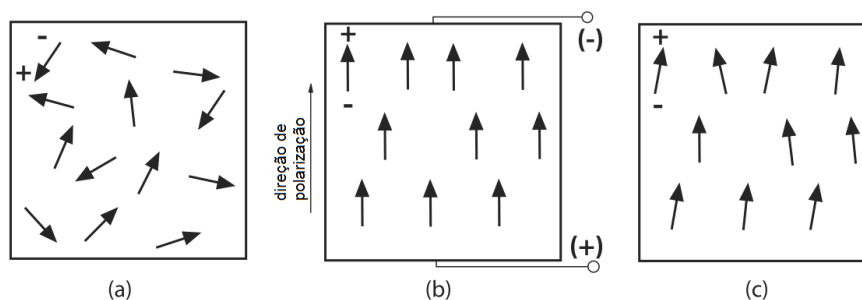 -
+
(a)
+
-
(-)
direção de
polarização
(+)
(b)
+
-
(c)